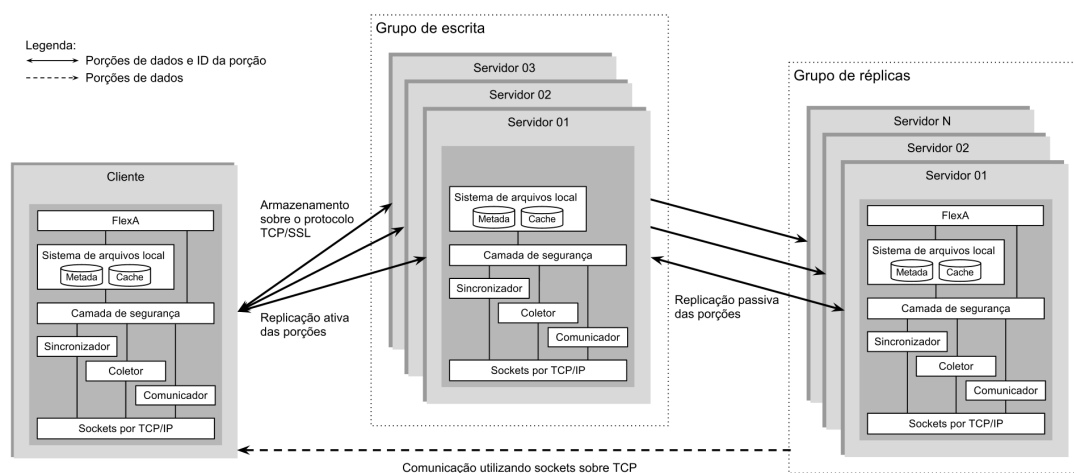 Legenda:
Porções de dados e ID da porção
Porções de dados
Cliente
FlexA
Sistema de arquivos local
Metada
Cache
Camada de segurança
Sincronizador
Coletor
Comunicador
Sockets por TCP/IP
Armazenamento
sobre o protocolo
TCP/SSL
Replicação ativa
das porções
Grupo de escrita
Servidor 03
Servidor 02
Servidor 01
Sistema de arquivos local
Metada
Cache
Camada de segurança
Sincronizador
Coletor
Comunicador
Sockets por TCP/IP
Replicação passiva
das porções
Grupo de réplicas
Servidor N
Servidor 02
Servidor 01
FlexA
Sistema de arquivos local
Metada
Cache
Camada de segurança
Sincronizador
Coletor
Comunicador
Sockets por TCP/IP
Comunicação utilizando sockets sobre TCP